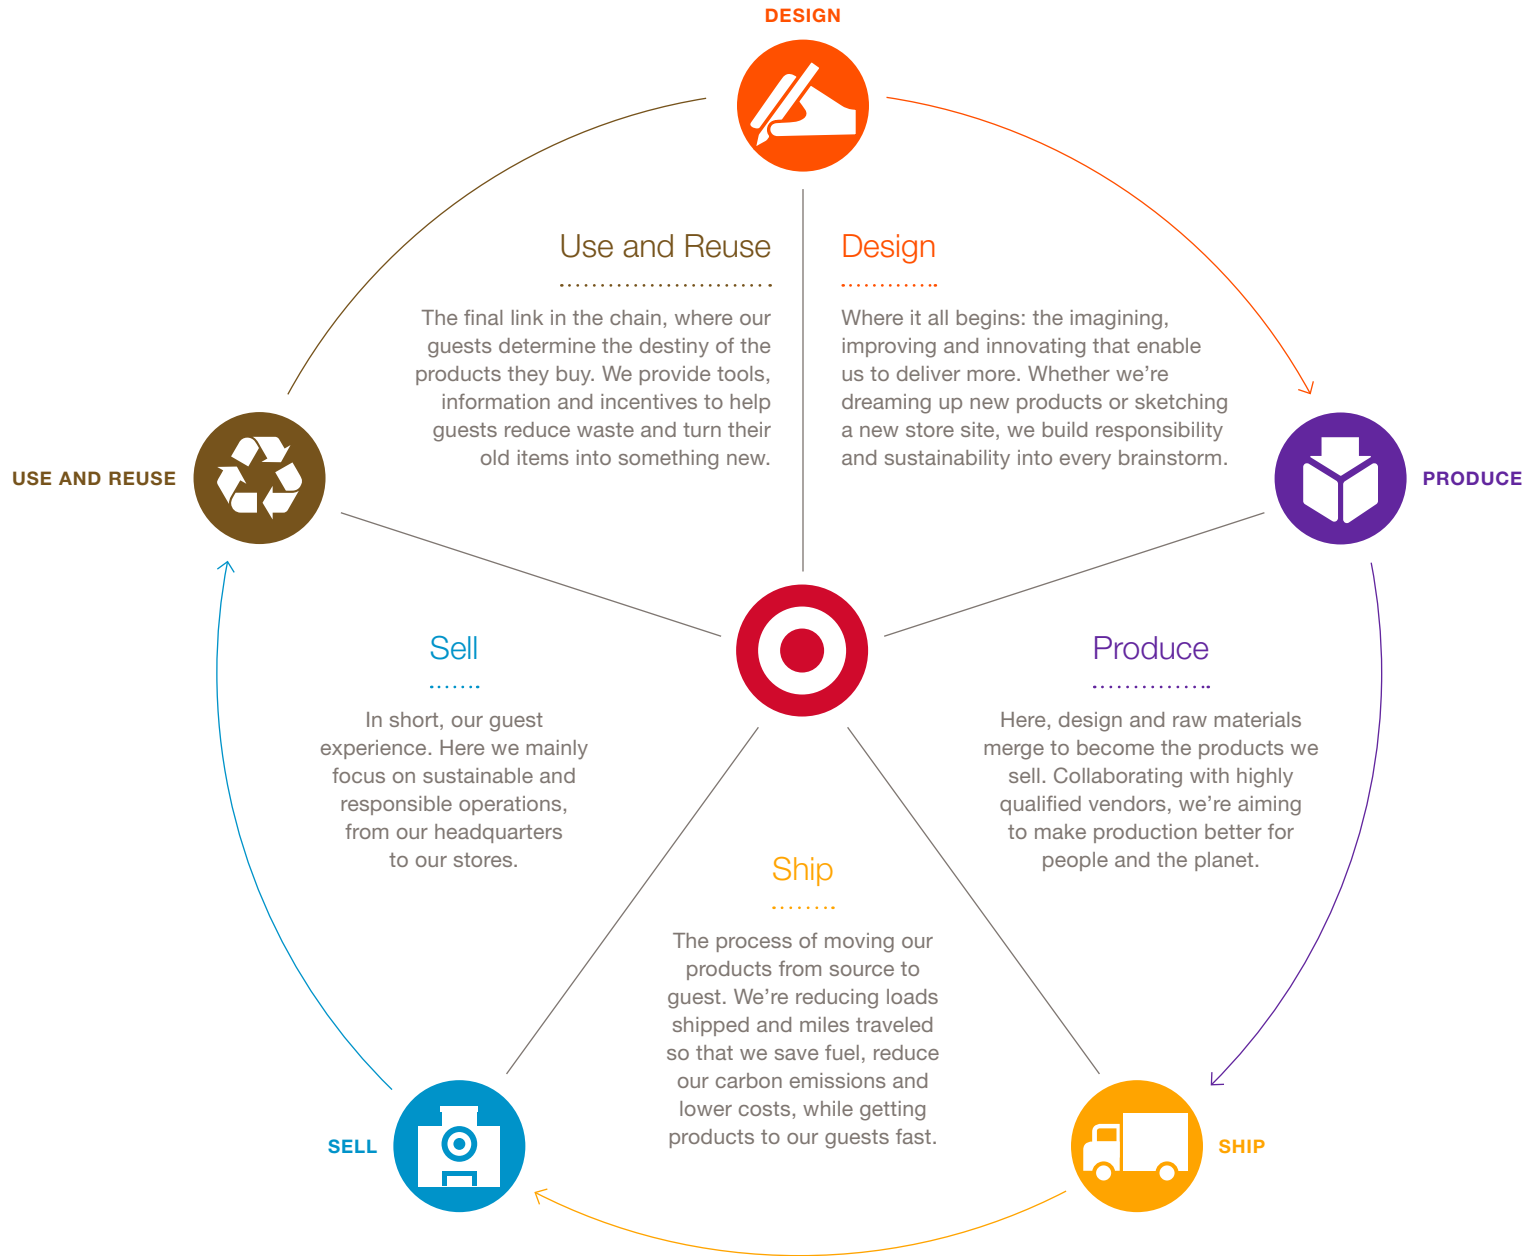 DESIGN
Use and Reuse
The final link in the chain, where our
guests determine the destiny of the
products they buy. We provide tools,
information and incentives to help
guests reduce waste and turn their
old items into something new.
Design
Where it all begins: the imagining,
improving and innovating that enable
us to deliver more. Whether we’re
dreaming up new products or sketching
a new store site, we build responsibility
and sustainability into every brainstorm.
USE AND REUSE
PRODUCE
Sell
In short, our guest
experience. Here we mainly
focus on sustainable and
responsible operations,
from our headquarters
to our stores.
Produce
Here, design and raw materials
merge to become the products we
sell. Collaborating with highly
qualified vendors, we’re aiming
to make production better for
people and the planet.
Ship
The process of moving our
products from source to
guest. We’re reducing loads
shipped and miles traveled
so that we save fuel, reduce
our carbon emissions and
lower costs, while getting
products to our guests fast.
SELL
SHIP